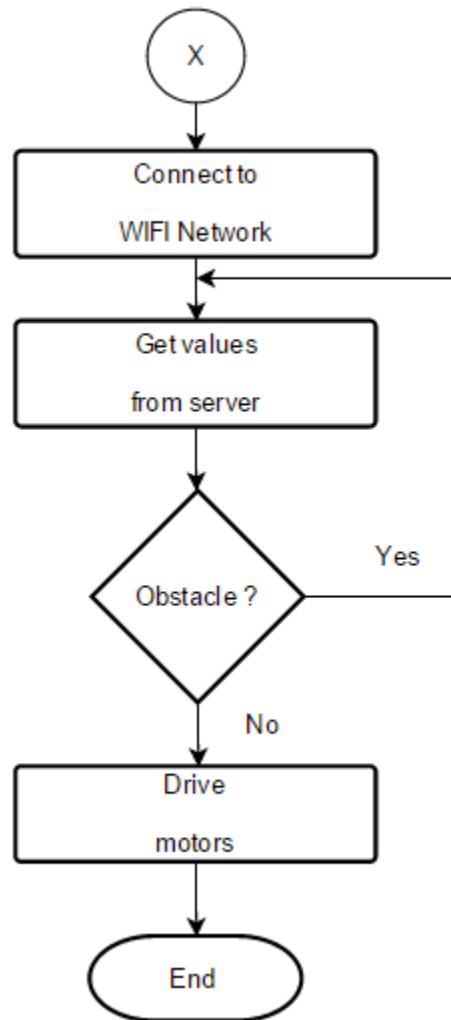 X
Connect to
WIFI Network
Get values
from server
Obstacle ?
Yes
No
Drive
motors
End